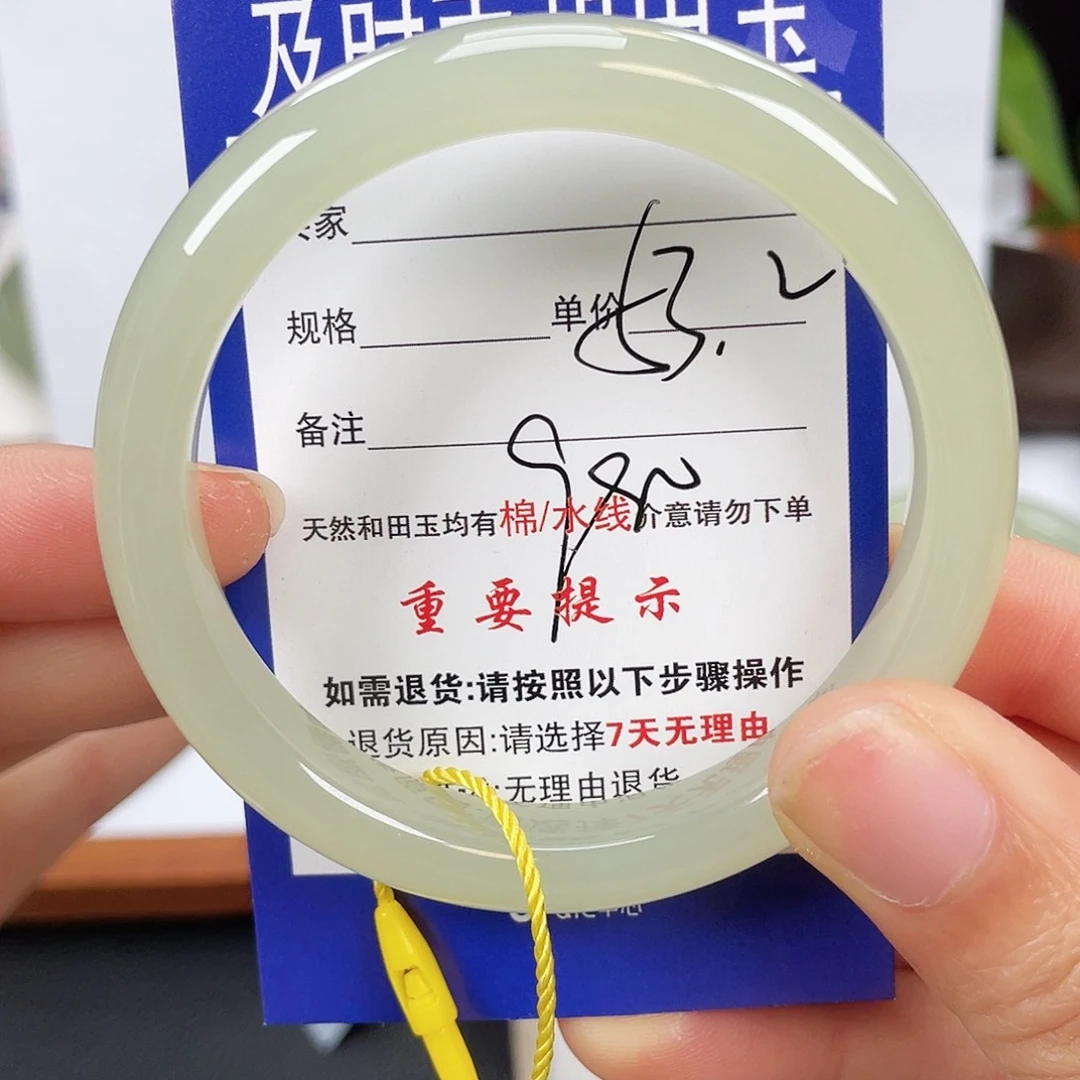 家
规格 单价
备注
980
天然和田玉均有棉/水线介意请勿下单
重要提示
如需退货:请按照以下步骤操作
退货原因:请选择7天无理由
:无理由退货